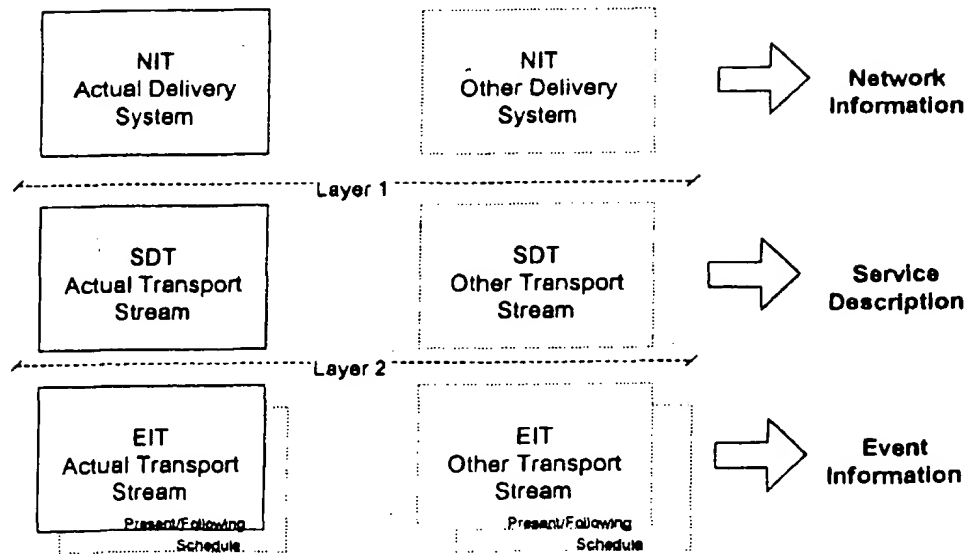 NIT
Actual Delivery
System
NIT
Other Delivery
System
Network
Information
Layer 1
SDT
Actual Transport
Stream
SDT
Other Transport
Stream
Service
Description
Layer 2
EIT
Actual Transport
Stream
Present/Following
Schedule
EIT
Other Transport
Stream
Present/Following
Schedule
Event
Information